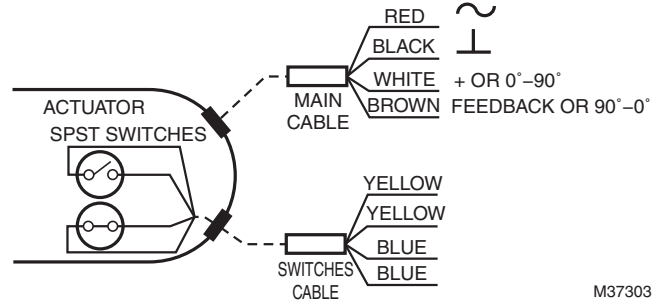 RED
BLACK
WHITE + OR 0˚–90˚
BROWN FEEDBACK OR 90˚–0˚
MAIN
CABLE
ACTUATOR
SPST SWITCHES
YELLOW
YELLOW
BLUE
BLUE
SWITCHES
CABLE
M37303